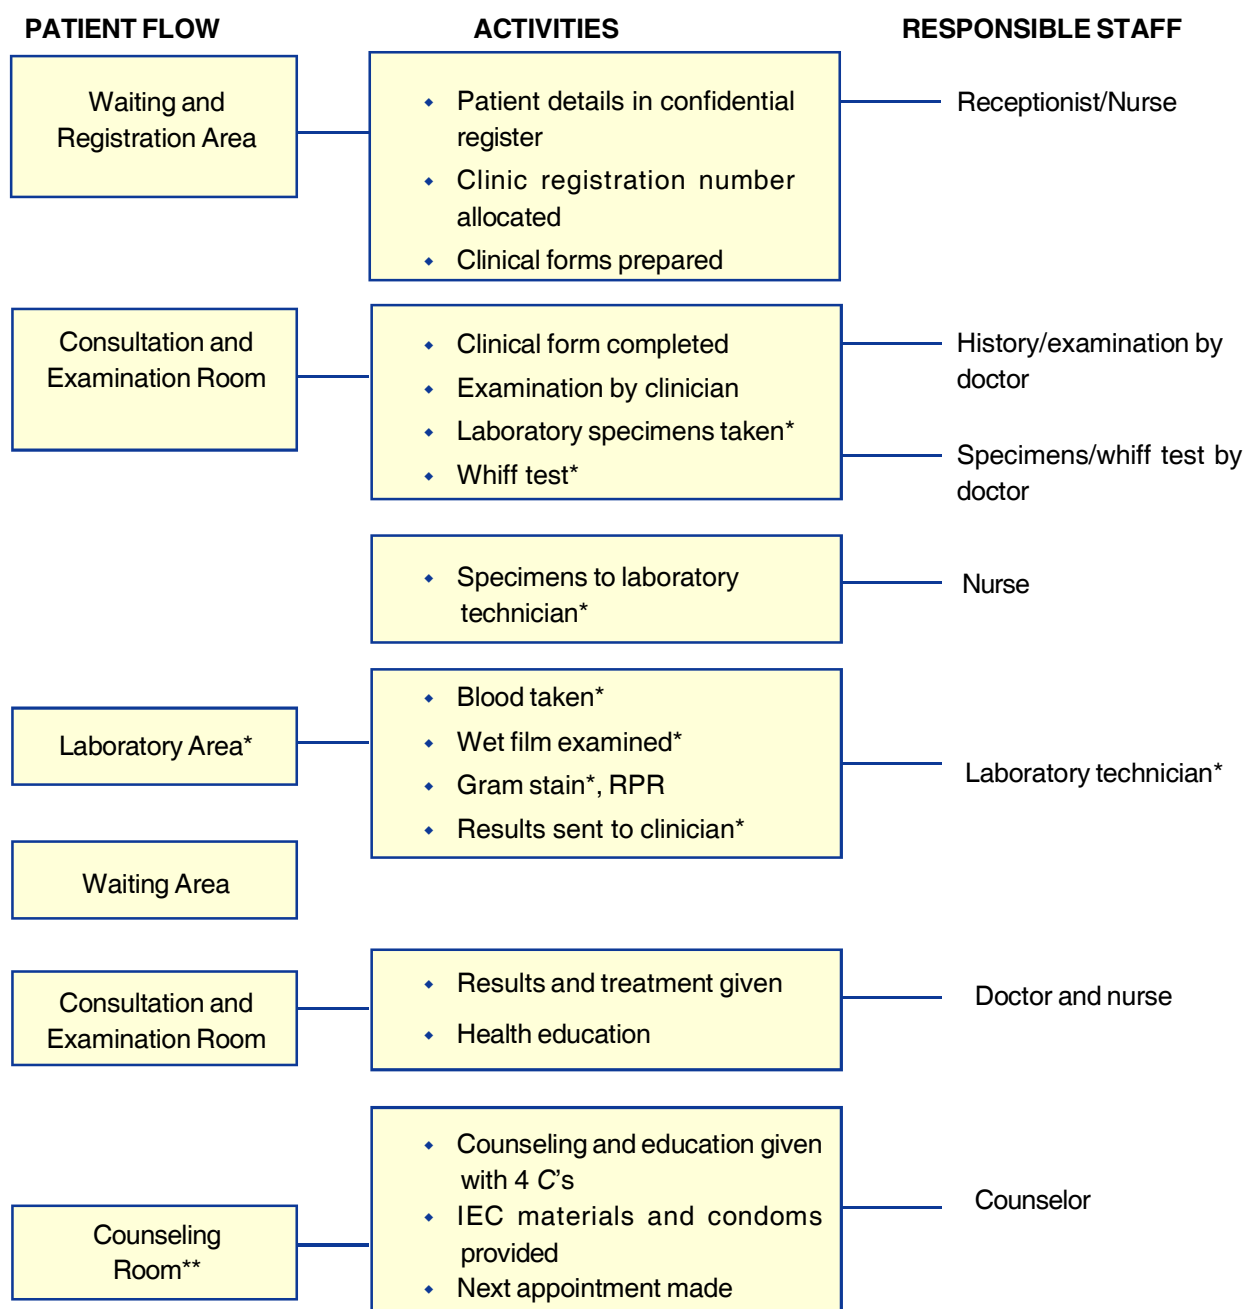 PATIENT FLOW
ACTIVITIES
RESPONSIBLE STAFF
Waiting and
Registration Area
Patient details in confidential
register
Clinic registration number
allocated
Clinical forms prepared
Receptionist/Nurse
Consultation and
Examination Room
Clinical form completed
Examination by clinician
Laboratory specimens taken*
Whiff test*
History/examination by
doctor
Specimens/whiff test by
doctor
Specimens to laboratory
technician*
Nurse
Laboratory Area*
Blood taken*
Wet film examined*
Gram stain*, RPR
Results sent to clinician*
Laboratory technician*
Waiting Area
Consultation and
Examination Room
Results and treatment given
Health education
Doctor and nurse
Counseling
Room**
Counseling and education given
with 4 C's
IEC materials and condoms
provided
Next appointment made
Counselor